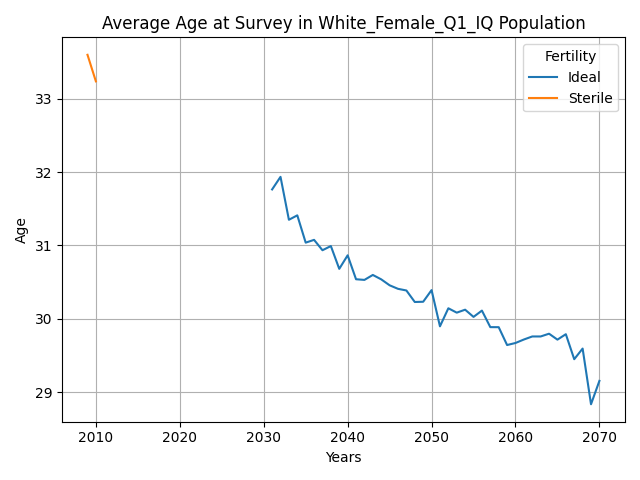 Average Age at Survey in White_Female_Q1_IQ Population
Fertility
Ideal
Sterile
33
32
31
30
29
Age
2010 2020 2030 2040 2050 2060 2070
Years